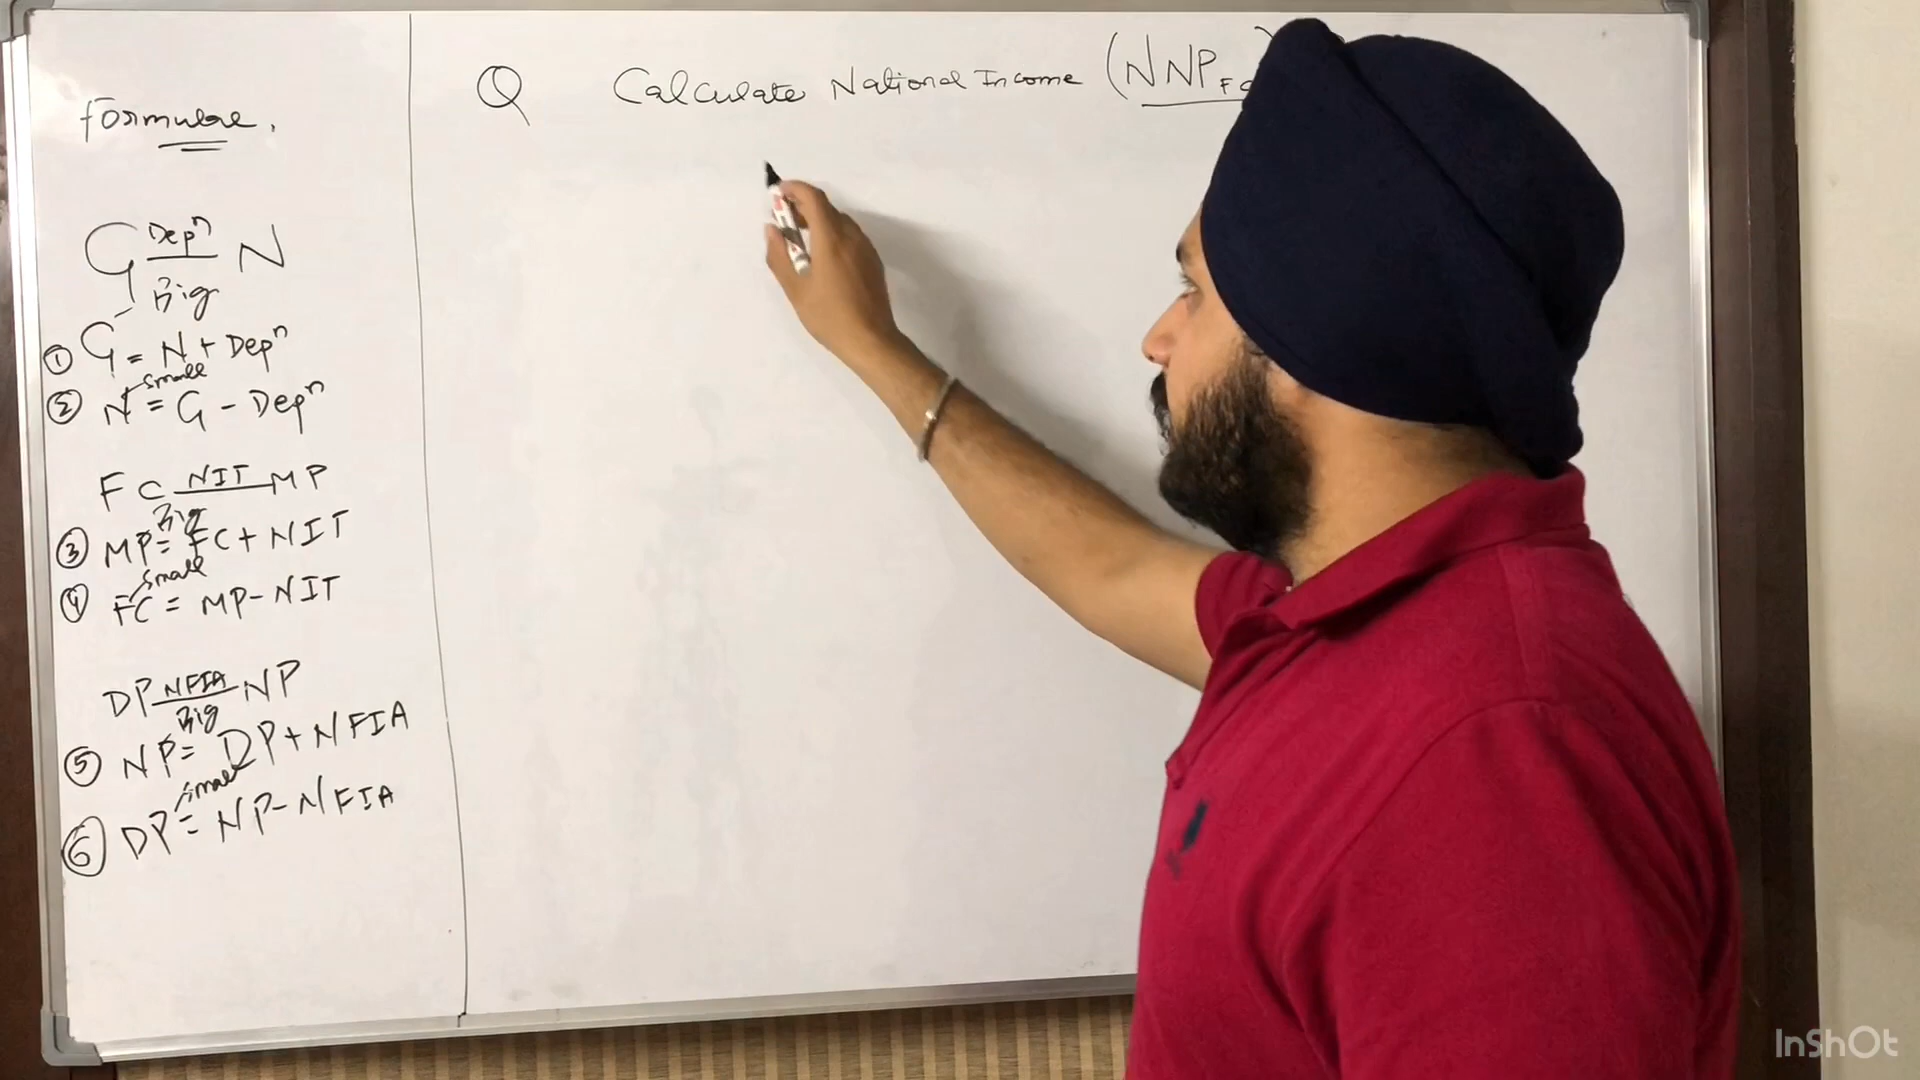 Formulae.
G Depⁿ N
Big
① G = N + Depⁿ
small
② N = G - Depⁿ
FC NIT MP
Big
③ MP = FC + NIT
small
④ FC = MP - NIT
DP NFIA NP
Big
⑤ NP = DP + NFIA
small
⑥ DP = NP - NFIA
Q Calculate National Income (NNP
InShOt